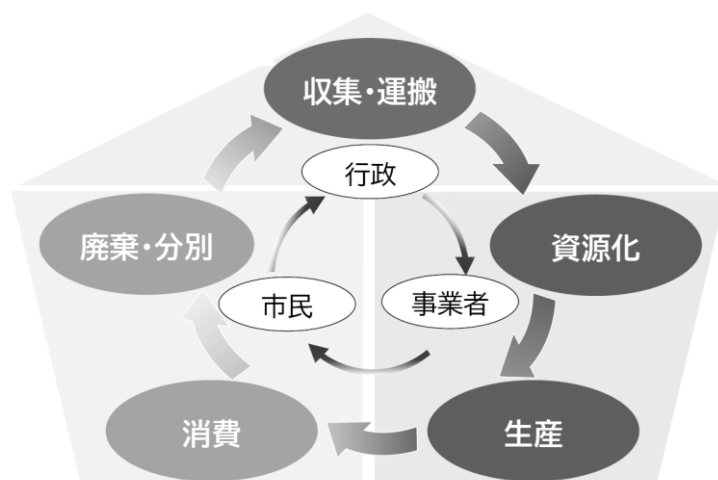 収集・運搬
行政
廃棄・分別
資源化
市民
事業者
消費
生産